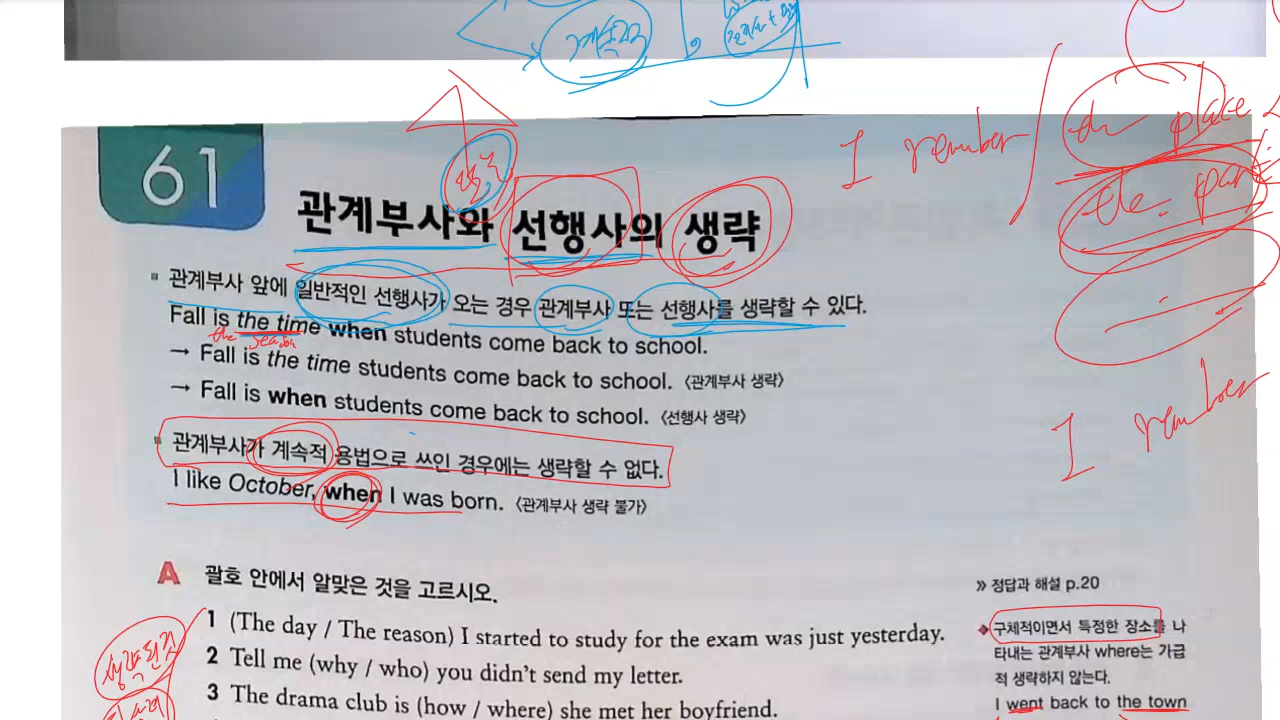 계속적
61
관계부사와 선행사의 생략
관계부사 앞에 일반적인 선행사가 오는 경우 관계부사 또는 선행사를 생략할 수 있다.
Fall is the time when students come back to school.
the season
→ Fall is the time students come back to school. 〈관계부사 생략〉
→ Fall is when students come back to school. 〈선행사 생략〉
관계부사가 계속적 용법으로 쓰인 경우에는 생략할 수 없다.
I like October, when I was born. 〈관계부사 생략 불가〉
I remember
the place
the
I remember
A 괄호 안에서 알맞은 것을 고르시오.
» 정답과 해설 p.20
1 (The day / The reason) I started to study for the exam was just yesterday.
2 Tell me (why / who) you didn't send my letter.
3 The drama club is (how / where) she met her boyfriend.
생략된것
구체적이면서 특정한 장소를 나
타내는 관계부사 where는 가급
적 생략하지 않는다.
I went back to the town